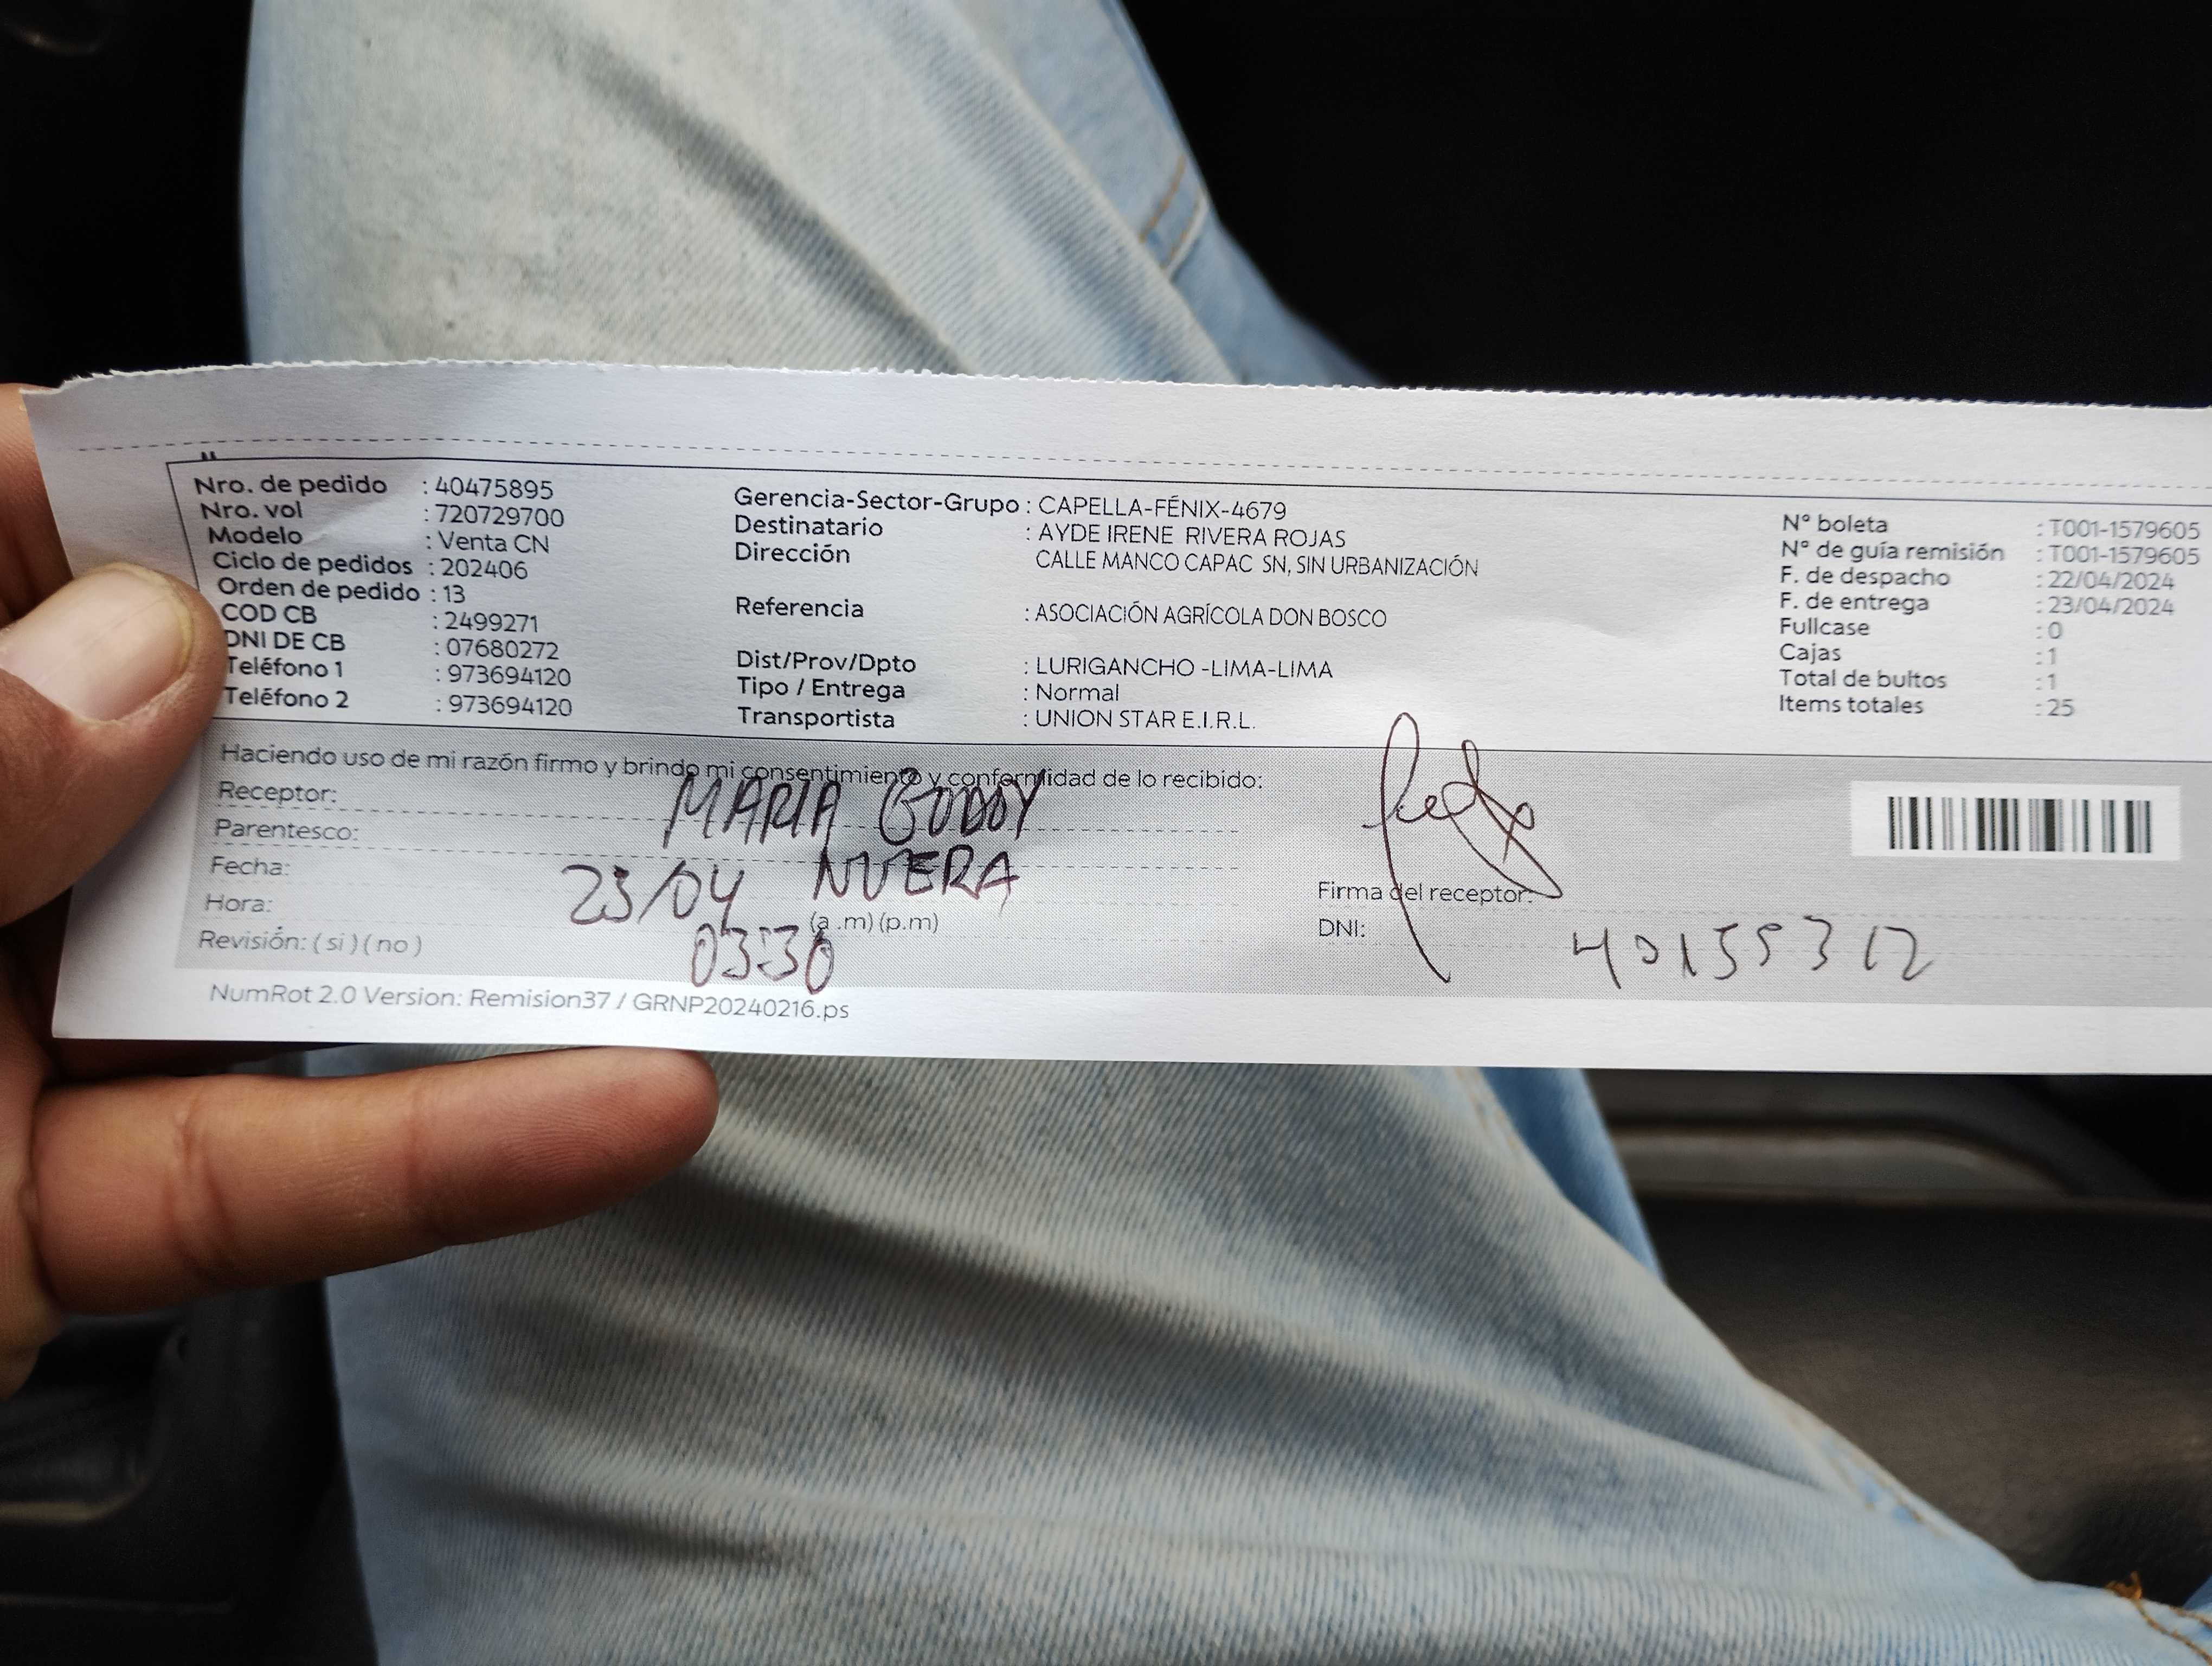 Nro. de pedido : 40475895
Nro. vol : 720729700
Modelo : Venta CN
Ciclo de pedidos : 202406
Orden de pedido : 13
COD CB : 2499271
DNI DE CB : 07680272
Teléfono 1 : 973694120
Teléfono 2 : 973694120
Gerencia-Sector-Grupo : CAPELLA-FÉNIX-4679
Destinatario : AYDE IRENE RIVERA ROJAS
Dirección CALLE MANCO CAPAC SN, SIN URBANIZACIÓN
Referencia : ASOCIACIÓN AGRÍCOLA DON BOSCO
Dist/Prov/Dpto : LURIGANCHO -LIMA-LIMA
Tipo / Entrega : Normal
Transportista : UNION STAR E.I.R.L.
N° boleta : T001-1579605
N° de guía remisión : T001-1579605
F. de despacho : 22/04/2024
F. de entrega : 23/04/2024
Fullcase : 0
Cajas : 1
Total de bultos : 1
Items totales : 25
Haciendo uso de mi razón firmo y brindo mi consentimiento y conformidad de lo recibido:
Receptor: MARIA GODOY
Parentesco: NUERA
Fecha: 23/04
Hora: 03:30 (a .m) (p.m)
Revisión: ( si ) ( no )
Firma del receptor:
DNI: 40155312
NumRot 2.0 Version: Remision37 / GRNP20240216.ps